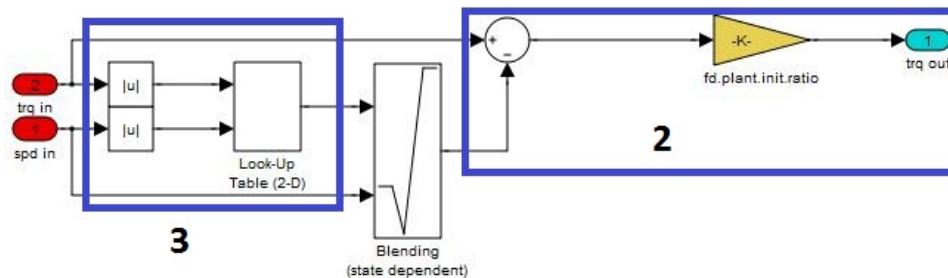 2
trq in
1
spd in
|u|
|u|
Look-Up
Table (2-D)
3
Blending
(state dependent)
+
−
-K-
fd.plant.init.ratio
2
1
trq out